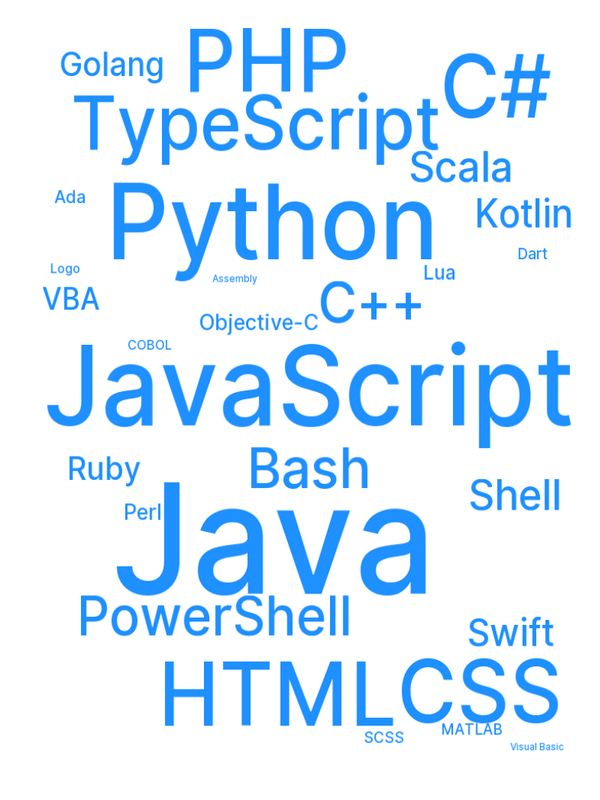 PHP
Golang
C#
TypeScript
Scala
Ada
Python
Kotlin
Dart
Logo
Lua
Assembly
VBA
C++
Objective-C
COBOL
JavaScript
Ruby
Bash
Shell
Perl
Java
PowerShell
Swift
HTML
CSS
MATLAB
SCSS
Visual Basic